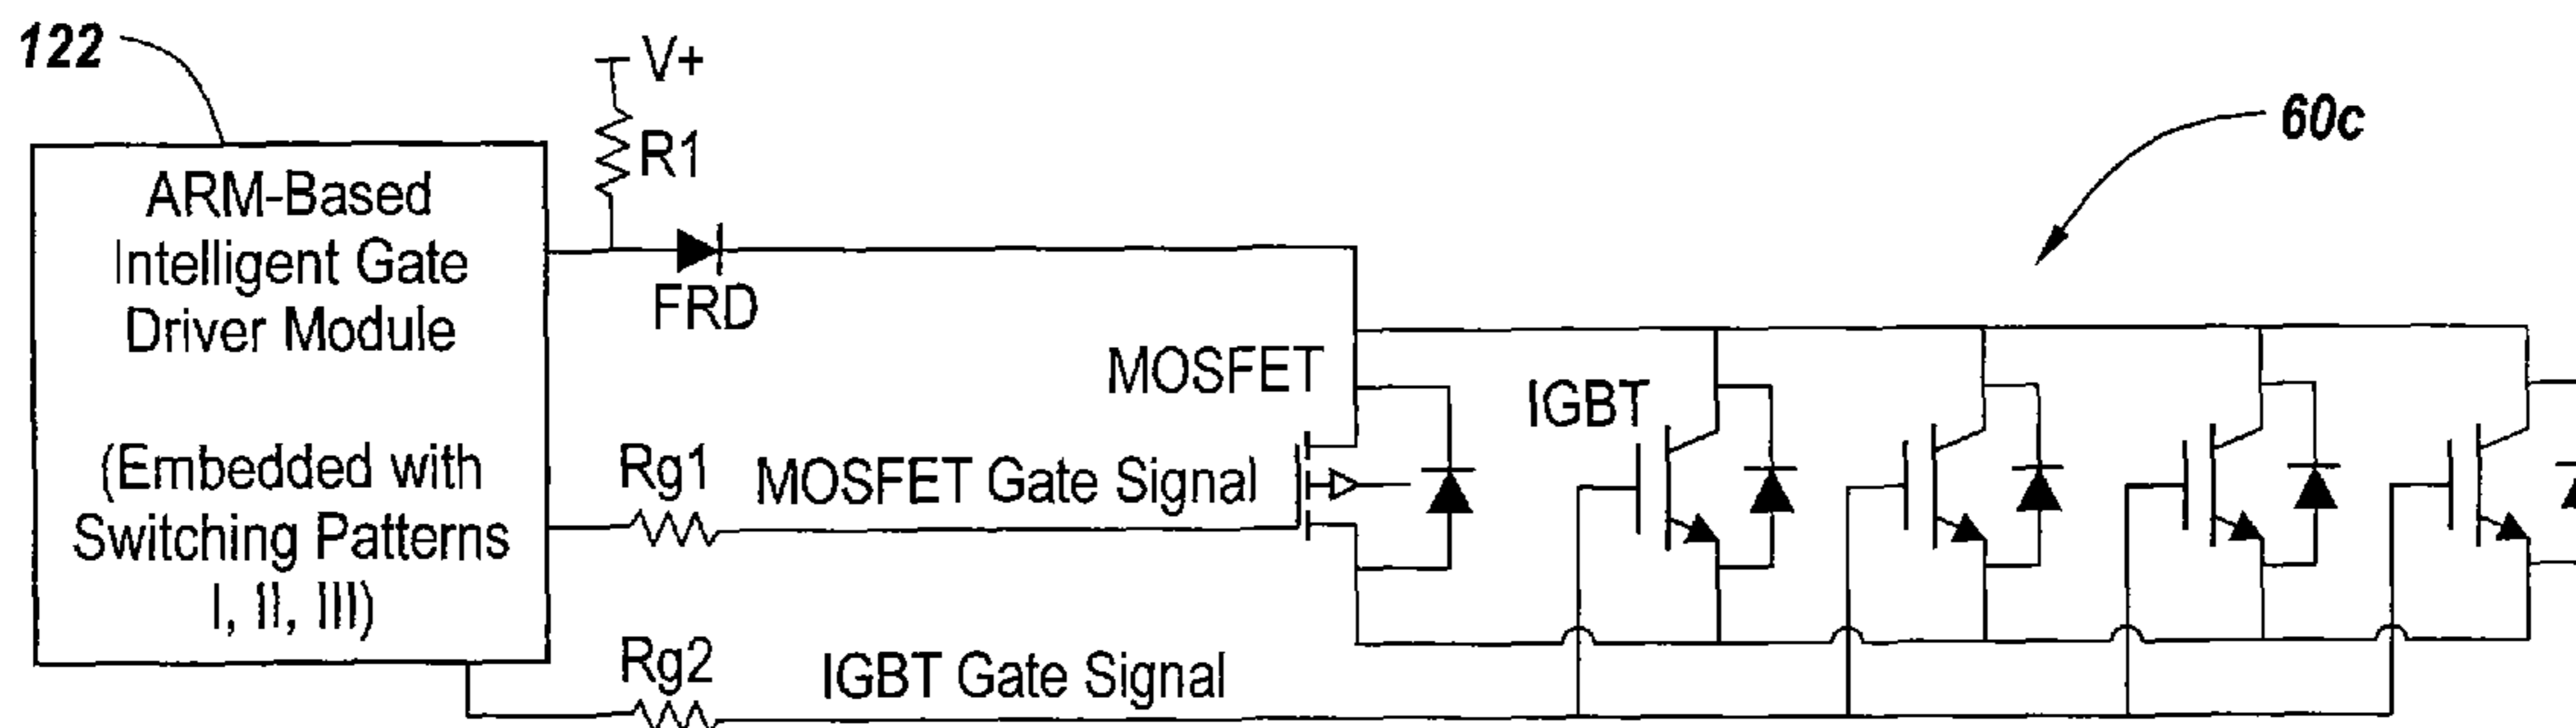 122
V+
R1
60c
ARM-Based
Intelligent Gate
Driver Module
(Embedded with
Switching Patterns
I, II, III)
FRD
MOSFET
IGBT
Rg1
MOSFET Gate Signal
Rg2
IGBT Gate Signal